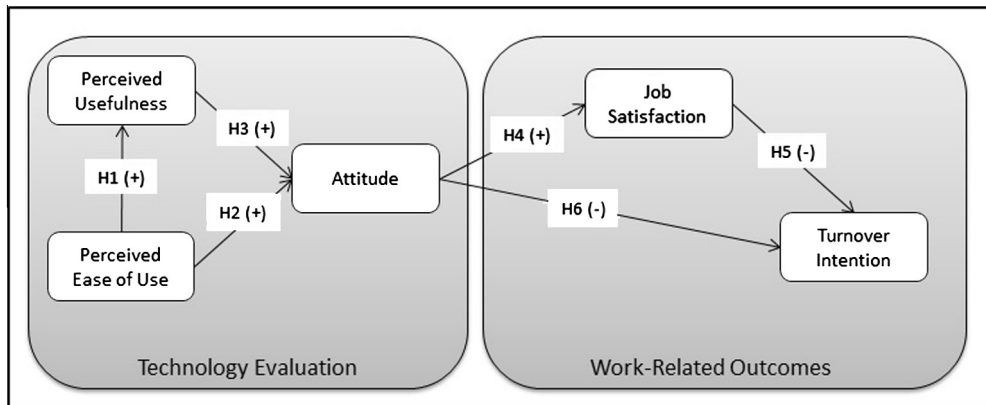 Perceived
Usefulness
H3 (+)
H1 (+)
H2 (+)
Perceived
Ease of Use
Attitude
Technology Evaluation
Job
Satisfaction
H4 (+)
H5 (-)
H6 (-)
Turnover
Intention
Work-Related Outcomes